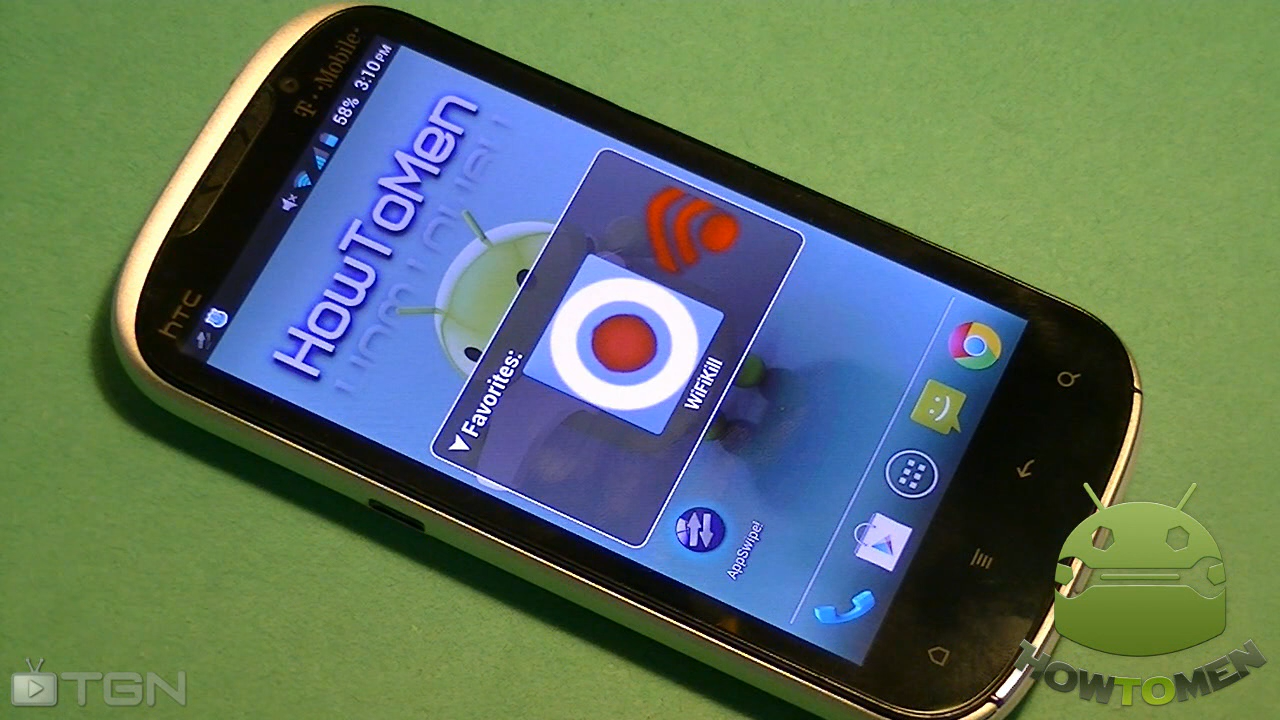 T··Mobile·
hTC
58% 3:10 PM
HowToMen
Favorites:
WiFiKill
AppSwipe!
TGN
HOWTOMEN